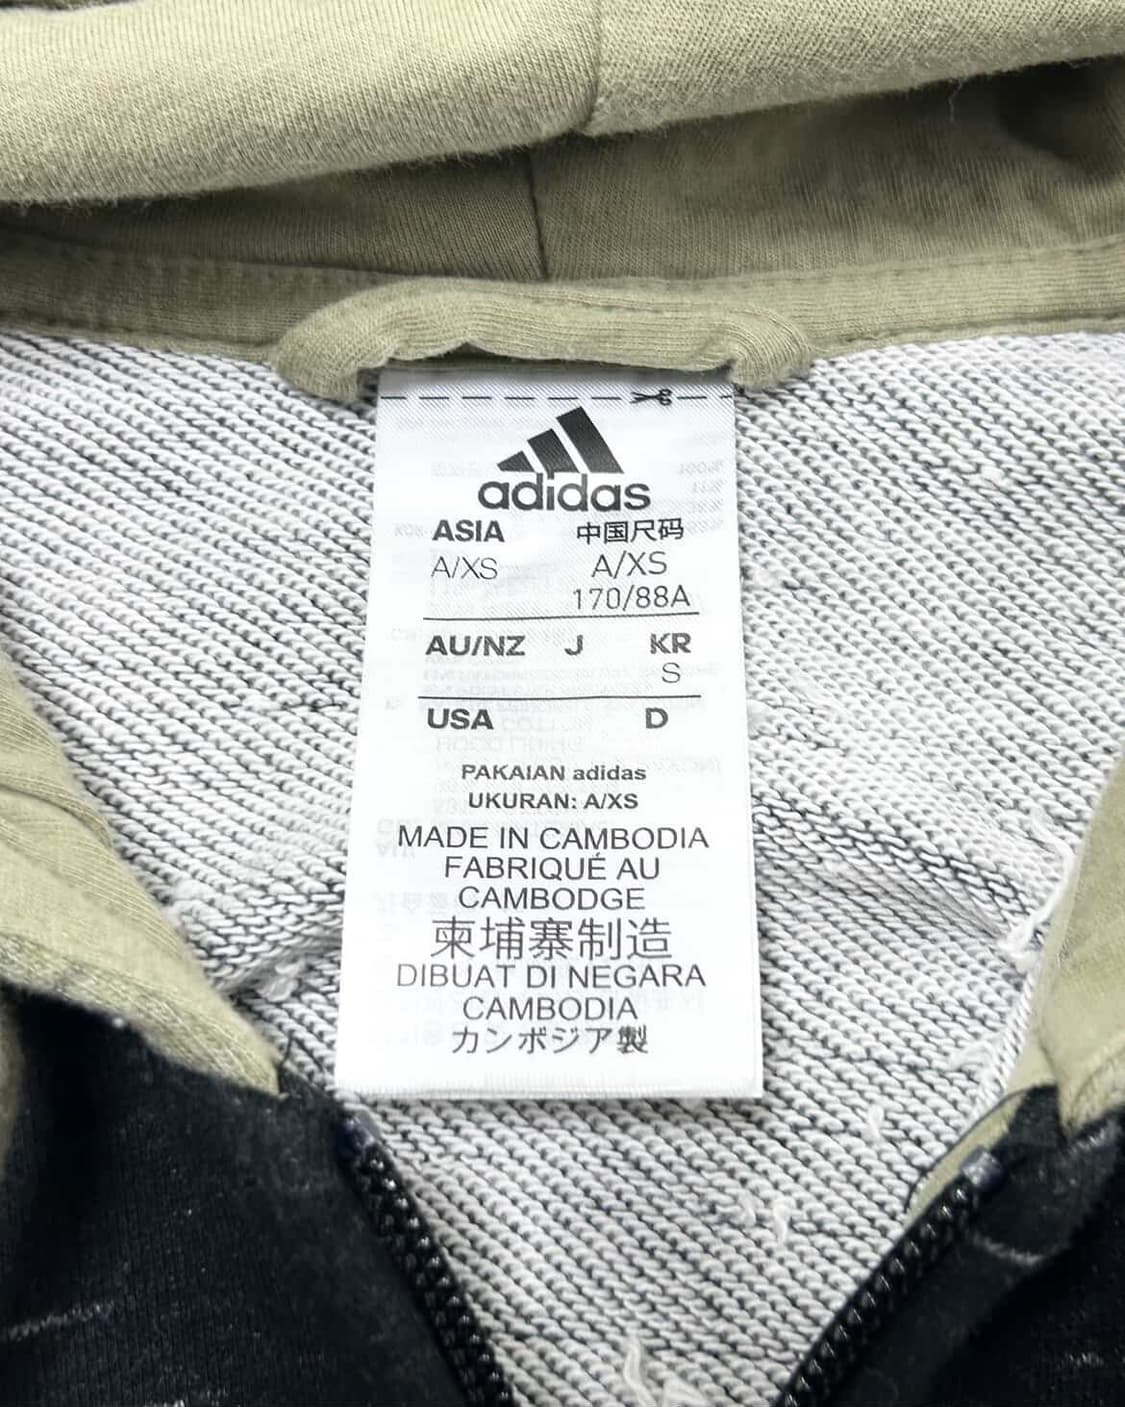 adidas
ASIA 中国尺码
A/XS A/XS
170/88A
AU/NZ J KR
S
USA D
PAKAIAN adidas
UKURAN: A/XS
MADE IN CAMBODIA
FABRIQUÉ AU
CAMBODGE
柬埔寨制造
DIBUAT DI NEGARA
CAMBODIA
カンボジア製